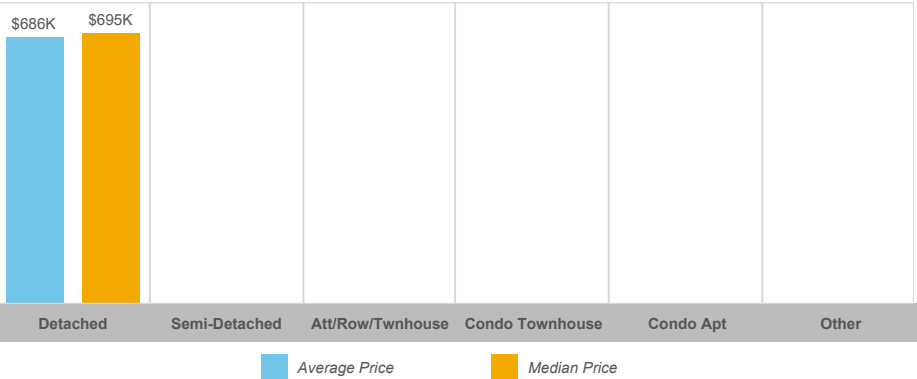 $686K
$695K
Detached Semi-Detached Att/Row/Twnhouse Condo Townhouse Condo Apt Other
Average Price Median Price